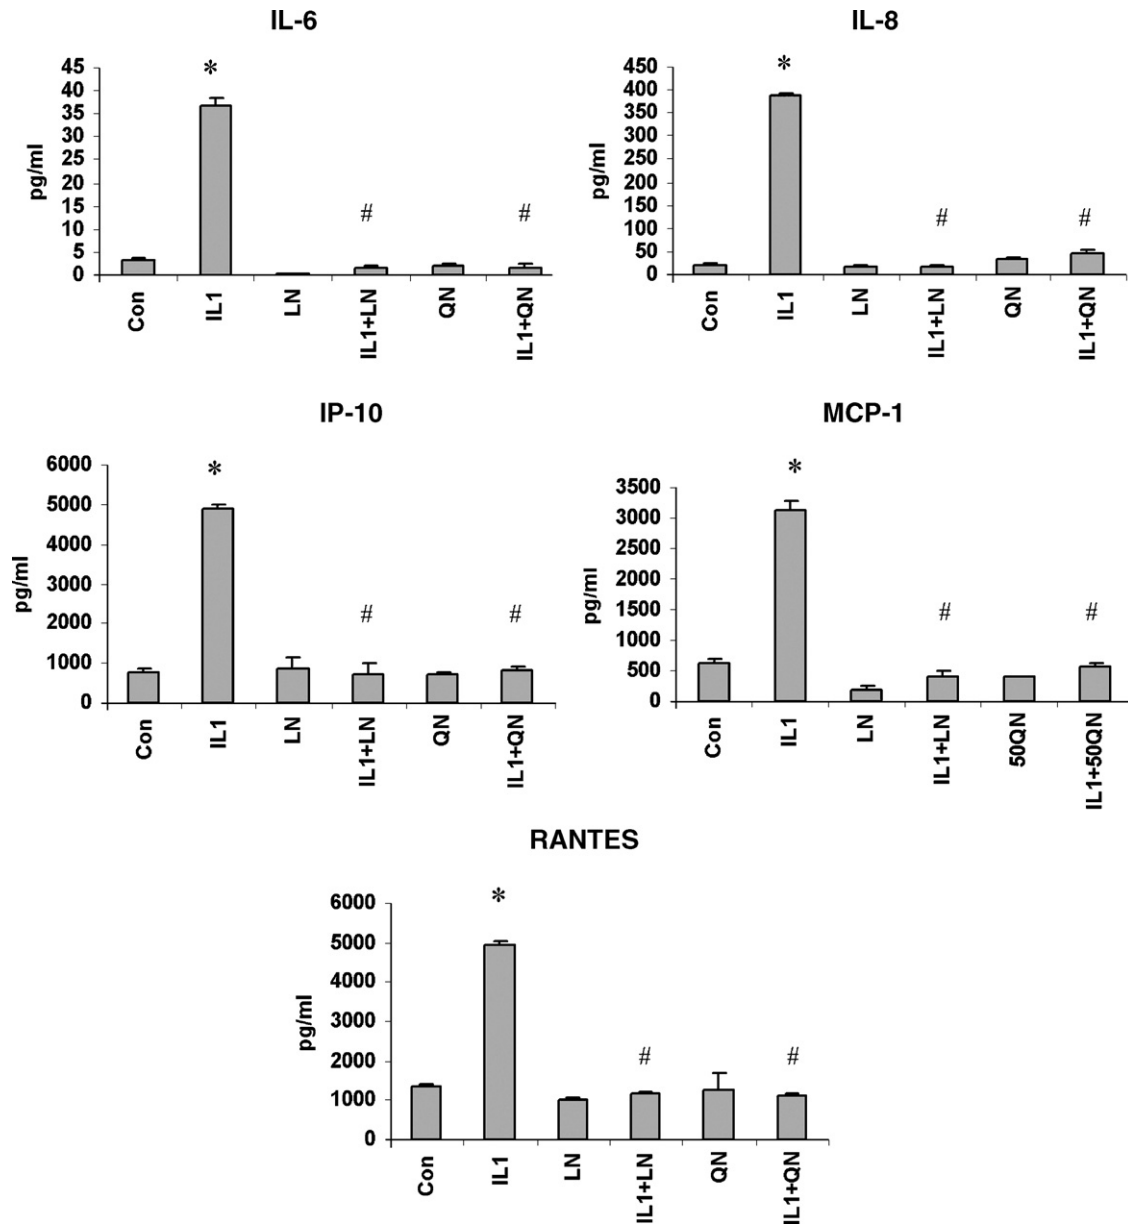 IL-6
*
45
40
35
30
25
20
15
10
5
0
pg/ml
#
#
Con
IL1
LN
IL1+LN
QN
IL1+QN
IL-8
*
450
400
350
300
250
200
150
100
50
0
pg/ml
#
#
Con
IL1
LN
IL1+LN
QN
IL1+QN
IP-10
*
6000
5000
4000
3000
2000
1000
0
pg/ml
#
#
Con
IL1
LN
IL1+LN
QN
IL1+QN
MCP-1
*
3500
3000
2500
2000
1500
1000
500
0
pg/ml
#
#
Con
IL1
LN
IL1+LN
50QN
IL1+50QN
RANTES
*
6000
5000
4000
3000
2000
1000
0
pg/ml
#
#
Con
IL1
LN
IL1+LN
QN
IL1+QN